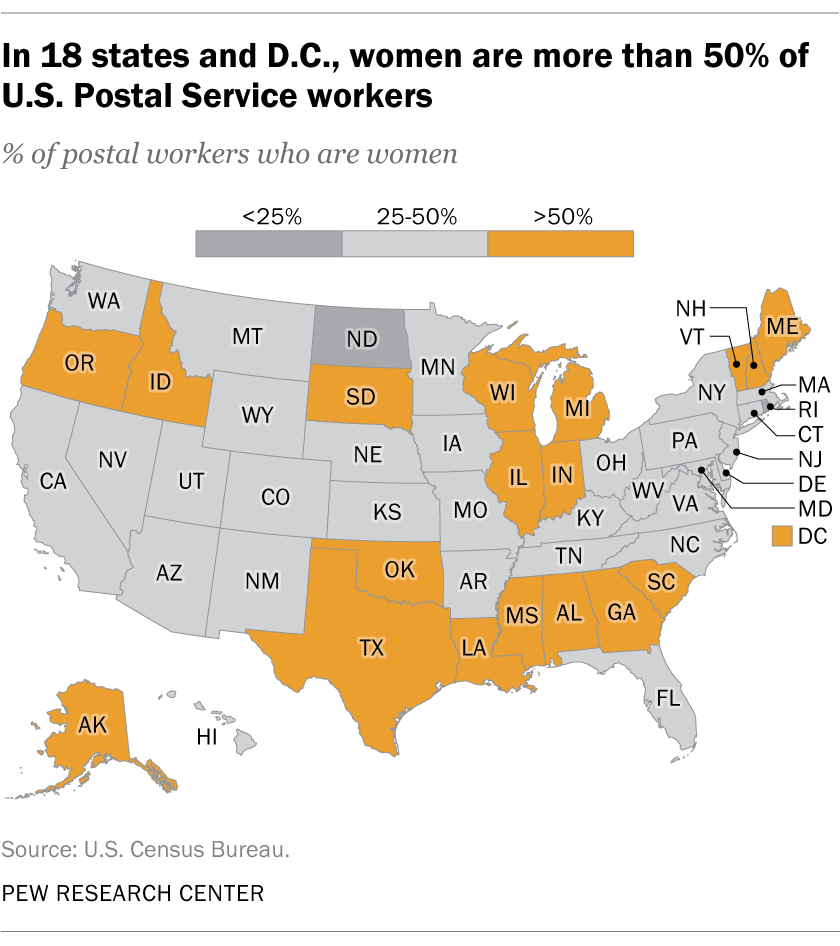 In 18 states and D.C., women are more than 50% of
U.S. Postal Service workers
% of postal workers who are women
<25% 25-50% >50%
WA
MT
ND
MN
OR
ID
SD
WI
MI
NH
VT
ME
WY
NY
MA
RI
CT
NJ
DE
MD
DC
NV
NE
IA
PA
CA
UT
CO
KS
MO
IL
IN
OH
WV
VA
KY
NC
TN
AZ
NM
OK
AR
SC
MS
AL
GA
TX
LA
FL
AK
HI
Source: U.S. Census Bureau.
PEW RESEARCH CENTER